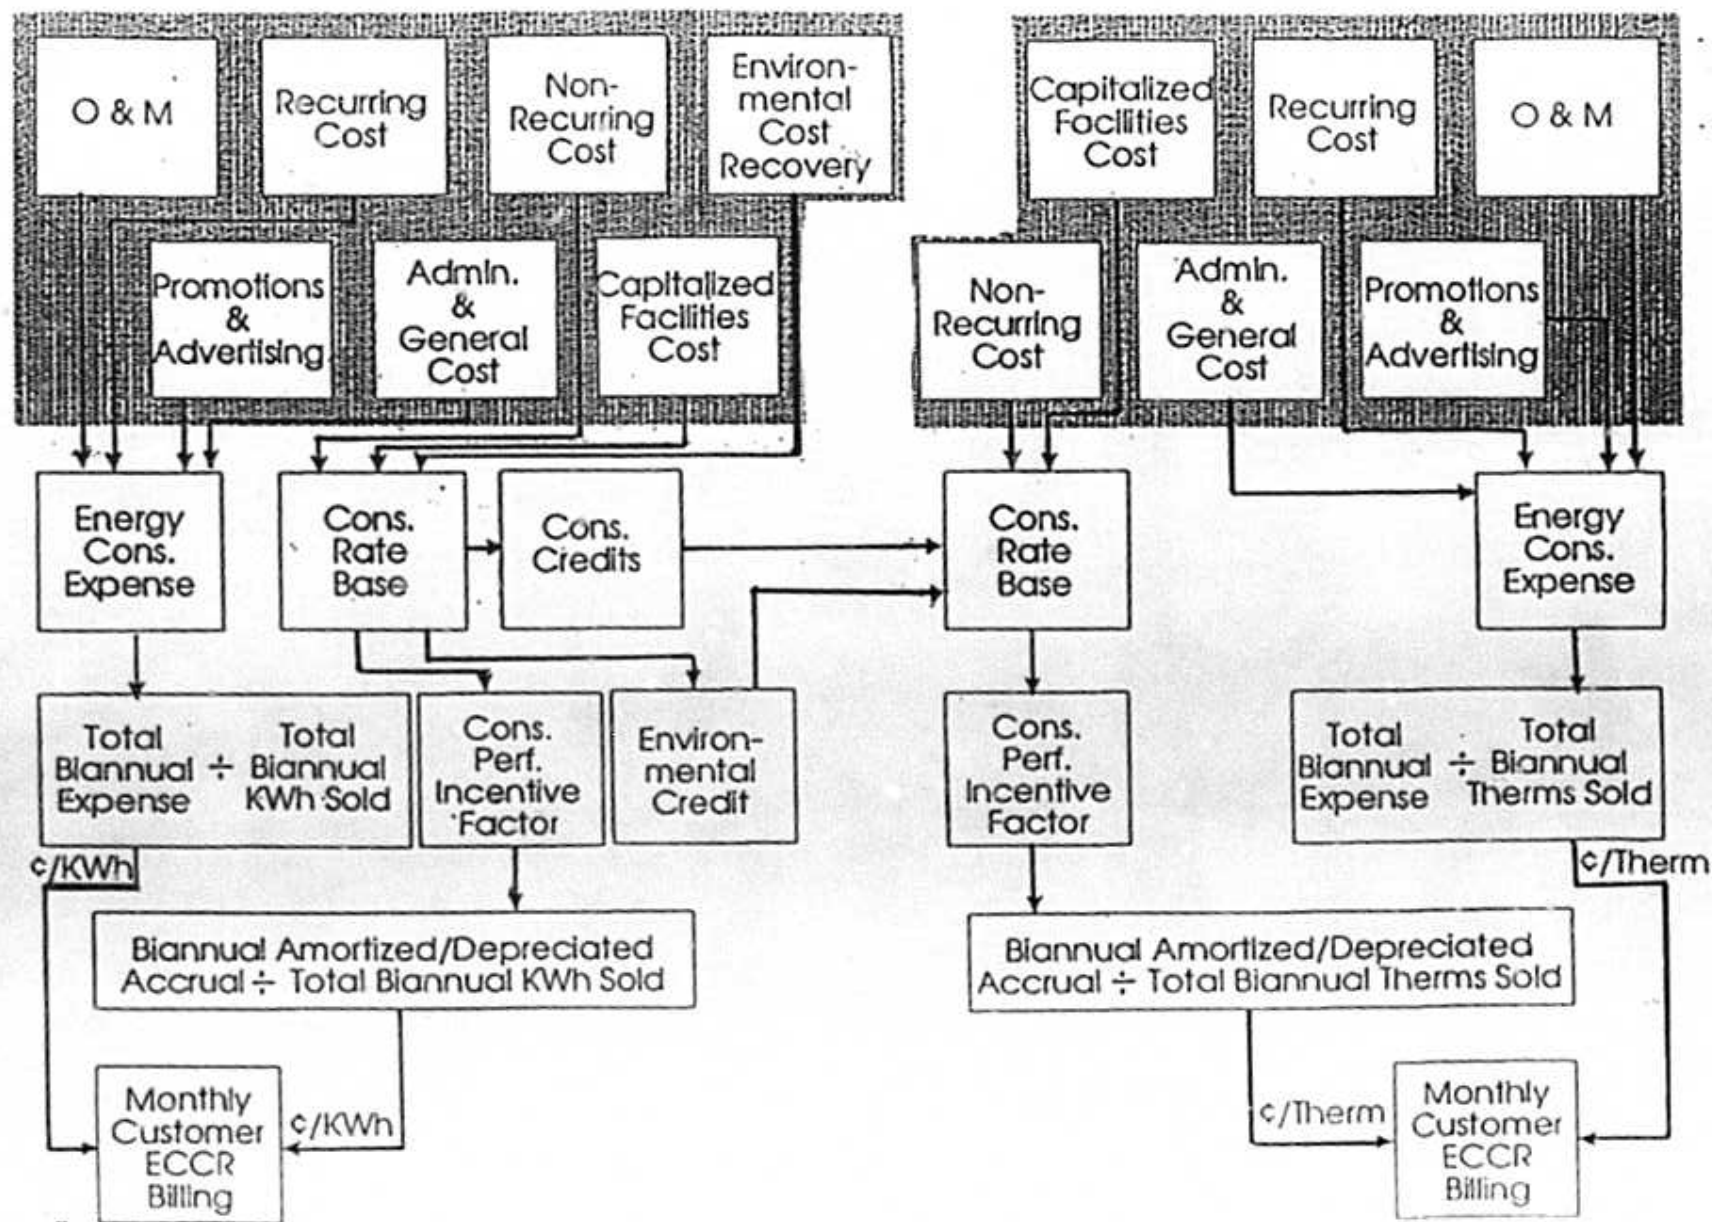 O & M
Recurring
Cost
Non-
Recurring
Cost
Environ-
mental
Cost
Recovery
Capitalized
Facilities
Cost
Recurring
Cost
O & M
Promotions
&
Advertising
Admin.
&
General
Cost
Capitalized
Facilities
Cost
Non-
Recurring
Cost
Admin.
&
General
Cost
Promotions
&
Advertising
Energy
Cons.
Expense
Cons.
Rate
Base
Cons.
Credits
Cons.
Rate
Base
Energy
Cons.
Expense
Total Total
Biannual ÷ Biannual
Expense KWh Sold
Cons.
Perf.
Incentive
Factor
Environ-
mental
Credit
Cons.
Perf.
Incentive
Factor
Total Total
Biannual ÷ Biannual
Expense Therms Sold
¢/KWh
¢/Therm
Biannual Amortized/Depreciated
Accrual ÷ Total Biannual KWh Sold
Biannual Amortized/Depreciated
Accrual ÷ Total Biannual Therms Sold
Monthly
Customer
ECCR
Billing
¢/KWh
¢/Therm
Monthly
Customer
ECCR
Billing